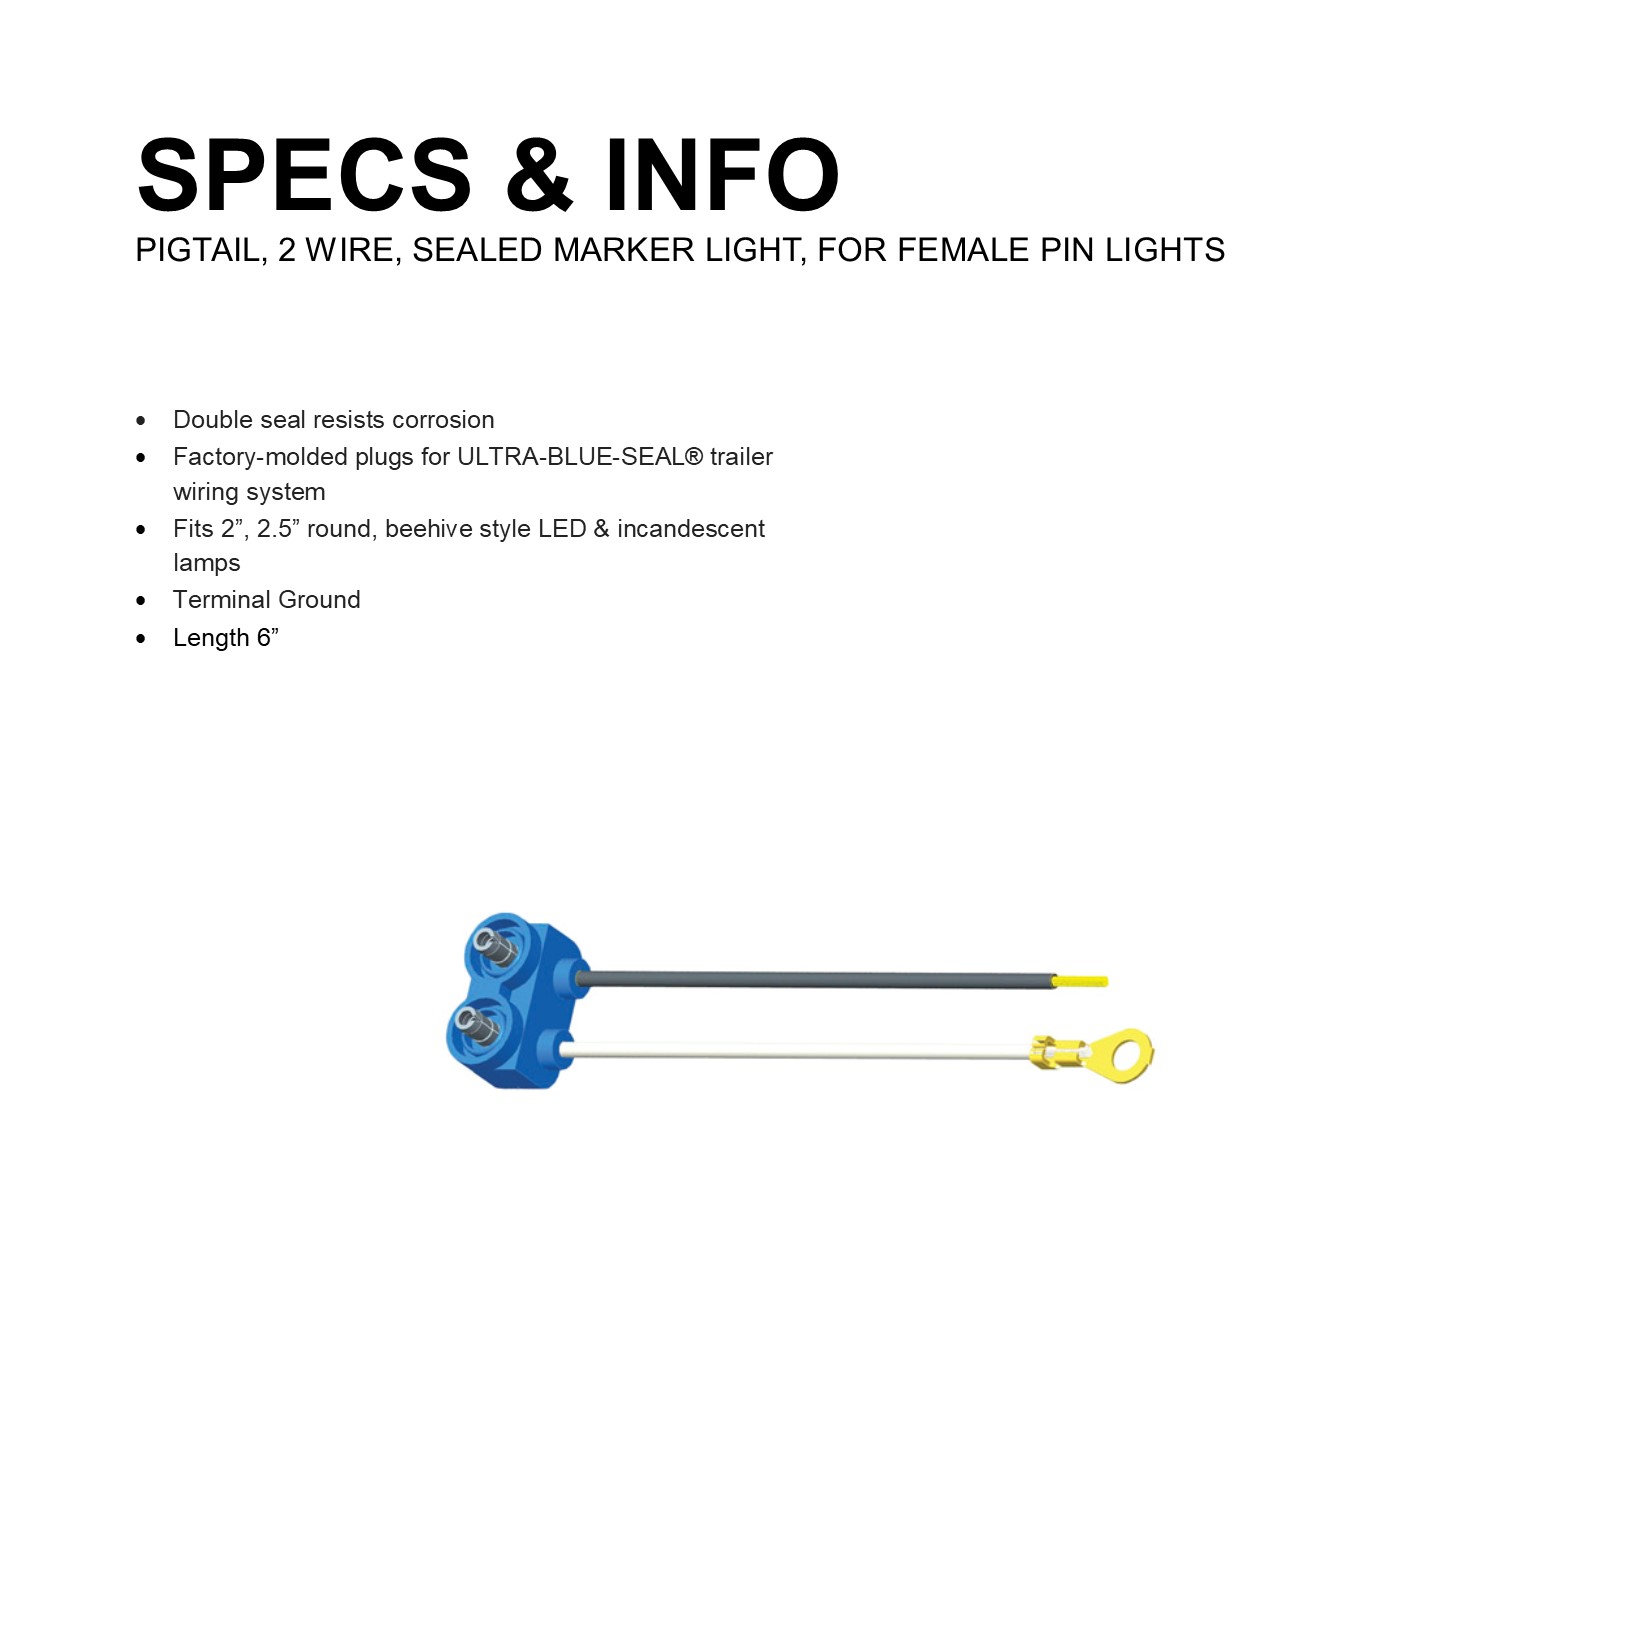 SPECS & INFO
PIGTAIL, 2 WIRE, SEALED MARKER LIGHT, FOR FEMALE PIN LIGHTS
• Double seal resists corrosion
• Factory-molded plugs for ULTRA-BLUE-SEAL® trailer
wiring system
• Fits 2”, 2.5” round, beehive style LED & incandescent
lamps
• Terminal Ground
• Length 6”